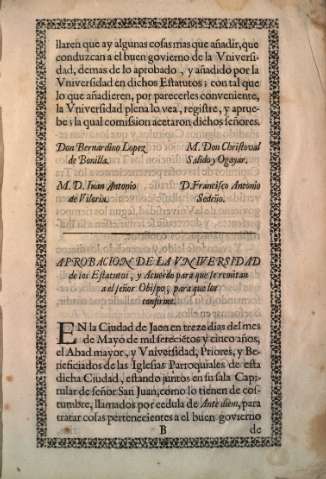 llaren que ay algunas cosas mas que añadir, que
conduzcan a el buen govierno de la Vniversi-
dad, demas de lo aprobado, y añadido por la
Vniversidad en dichos Estatutos; con tal que
lo que añadieren, por parecerles conveniente,
la Vniversidad plena lo vea, registre, y aprue-
be; la qual comission acetaron dichos señores.
Don Bernardino Lopez
de Bonilla.
M. Don Christoval
Salido y Ogayar.
M. D. Iuan Antonio
de Viloria.
D. Francisco Antonio
Sedeño.
APROBACION DE LA VNIVERSIDAD
de los Estatutos, y Acuerdo para que se remitan
a el señor Obispo, para que los
confirme.
EN la Ciudad de Jaen en treze dias del mes
de Mayo de mil setecietos y cinco años,
el Abad mayor, y Vniversidad, Priores, y Be-
neficiados de las Iglesias Parroquiales de esta
dicha Ciudad, estando juntos en su sala Capi-
tular de señor San Juan, como lo tienen de cos-
tumbre, llamados por cedula de Ante diem, para
tratar cosas pertenecientes a el buen govierno
B
de